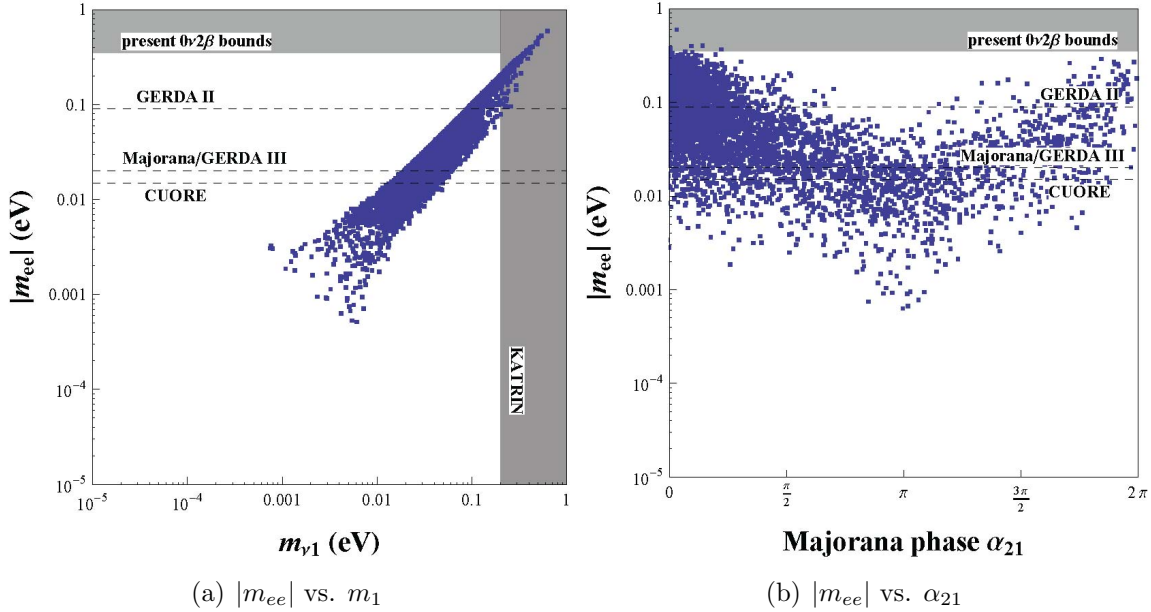 1
present 0ν2β bounds
GERDA II
0.1
Majorana/GERDA III
CUORE
0.01
0.001
10⁻⁴
10⁻⁵
|m_ee| (eV)
KATRIN
10⁻⁵
10⁻⁴
0.001
0.01
0.1
1
m_ν1 (eV)
(a) |m_ee| vs. m_1
1
present 0ν2β bounds
GERDA II
0.1
Majorana/GERDA III
CUORE
0.01
0.001
10⁻⁴
10⁻⁵
|m_ee| (eV)
0
π/2
π
3π/2
2 π
Majorana phase α_21
(b) |m_ee| vs. α_21